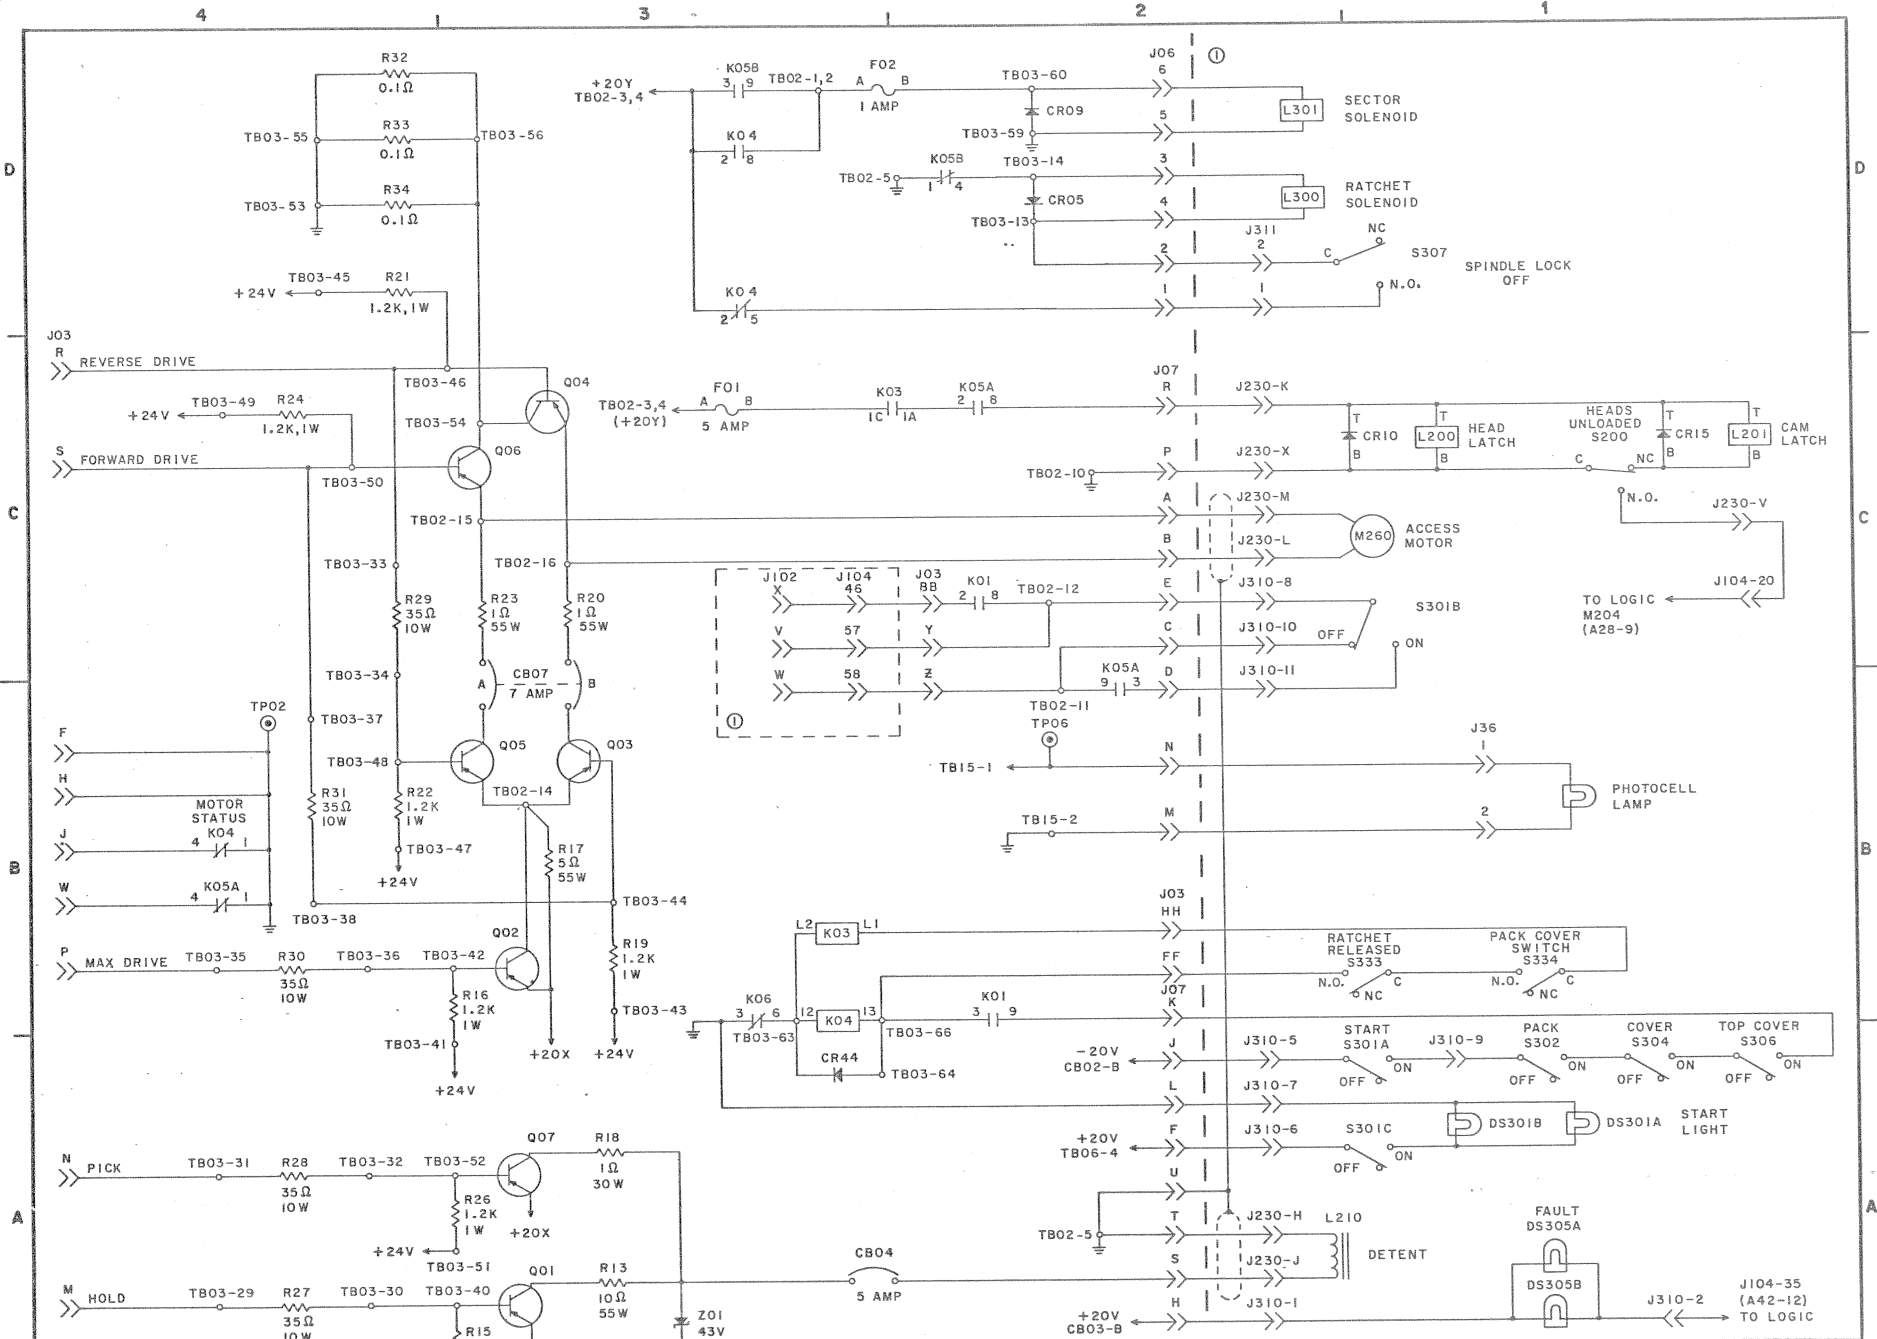 4 3 2 1
D
R32
0.1Ω
TB03-55
R33
0.1Ω
TB03-56
TB03-53
R34
0.1Ω
TB03-45
R21
+24V
1.2K,1W
+20Y
TB02-3,4
K05B
3 9
TB02-1,2
F02
A B
1 AMP
K04
2 8
TB03-60
CR09
TB03-59
J06
6
5
①
L301
SECTOR
SOLENOID
D
TB02-5
K05B
1 4
TB03-14
CR05
TB03-13
3
4
L300
RATCHET
SOLENOID
2
J311
2
C
NC
S307
N.O.
SPINDLE LOCK
OFF
K04
2 5
1
1
J03
R
REVERSE DRIVE
TB03-46
Q04
TB03-49
R24
+24V
1.2K,1W
TB03-54
S
FORWARD DRIVE
Q06
TB03-50
TB02-3,4
(+20Y)
F01
A B
5 AMP
K03
1C 1A
K05A
2 8
J07
R
J230-K
T
CR10
B
T
L200
B
HEAD
LATCH
HEADS
UNLOADED
S200
T
CR15
B
T
L201
B
CAM
LATCH
TB02-10
P
J230-X
C
NC
N.O.
J230-V
C
TB02-15
A
J230-M
M260
ACCESS
MOTOR
C
TB03-33
TB02-16
B
J230-L
J104-20
TO LOGIC
M204
(A28-9)
R29
35Ω
10W
R23
1Ω
55W
R20
1Ω
55W
J102
X
J104
46
J03
BB
K01
2 8
TB02-12
E
J310-8
S301B
V
57
Y
C
J310-10
OFF
ON
W
58
Z
K05A
9 3
D
J310-11
TB02-11
①
TB03-34
A
CB07
7 AMP
B
TP02
TB03-37
TP06
F
Q05
Q03
TB03-48
TB15-1
N
J36
1
H
TB02-14
PHOTOCELL
LAMP
MOTOR
STATUS
K04
J
4 1
R31
35Ω
10W
R22
1.2K
1W
TB15-2
M
2
B
TB03-47
+24V
R17
5Ω
55W
B
W
K05A
4 1
TB03-38
TB03-44
J03
HH
L2
K03
L1
P
MAX DRIVE
TB03-35
R30
35Ω
10W
TB03-36
TB03-42
Q02
R19
1.2K
1W
FF
RATCHET
RELEASED
S333
N.O.
C
NC
PACK COVER
SWITCH
S334
N.O.
C
NC
R16
1.2K
1W
TB03-43
TB03-41
+20X
+24V
+24V
K06
3 6
TB03-63
12
K04
13
TB03-66
K01
3 9
J07
K
CR44
TB03-64
-20V
CB02-B
J
J310-5
START
S301A
ON
OFF
J310-9
PACK
S302
ON
OFF
COVER
S304
ON
OFF
TOP COVER
S306
ON
OFF
L
J310-7
DS301B
DS301A
START
LIGHT
+20V
TB06-4
F
J310-6
S301C
ON
OFF
N
PICK
TB03-31
R28
35Ω
10W
TB03-32
TB03-52
Q07
R18
1Ω
30W
U
R26
1.2K
1W
+20X
A
+24V
TB03-51
TB02-5
T
J230-H
L210
DETENT
FAULT
DS305A
A
CB04
5 AMP
S
J230-J
DS305B
M
HOLD
TB03-29
R27
35Ω
10W
TB03-30
TB03-40
Q01
R13
10Ω
55W
R15
Z01
43V
+20V
CB03-B
H
J310-1
J310-2
J104-35
(A42-12)
TO LOGIC